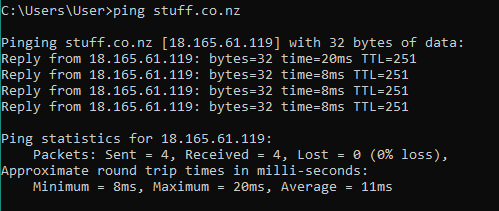 C:\Users\User>ping stuff.co.nz
Pinging stuff.co.nz [18.165.61.119] with 32 bytes of data:
Reply from 18.165.61.119: bytes=32 time=20ms TTL=251
Reply from 18.165.61.119: bytes=32 time=8ms TTL=251
Reply from 18.165.61.119: bytes=32 time=8ms TTL=251
Reply from 18.165.61.119: bytes=32 time=8ms TTL=251
Ping statistics for 18.165.61.119:
    Packets: Sent = 4, Received = 4, Lost = 0 (0% loss),
Approximate round trip times in milli-seconds:
    Minimum = 8ms, Maximum = 20ms, Average = 11ms